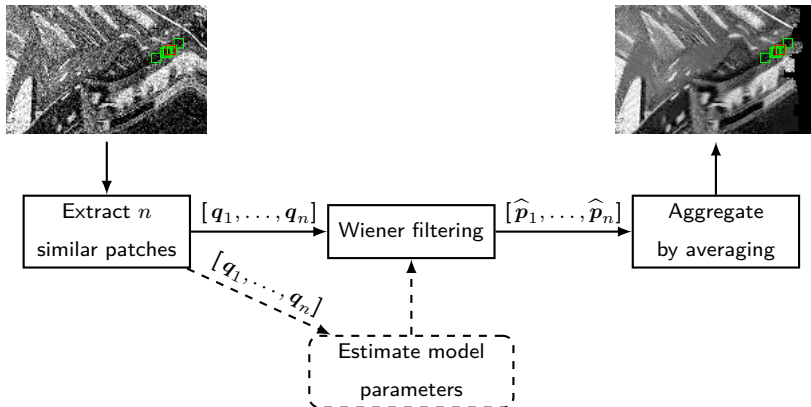 Extract n
similar patches
[q₁, . . . , qₙ]
Wiener filtering
[p̂₁, . . . , p̂ₙ]
Aggregate
by averaging
[q₁, . . . , qₙ]
Estimate model
parameters